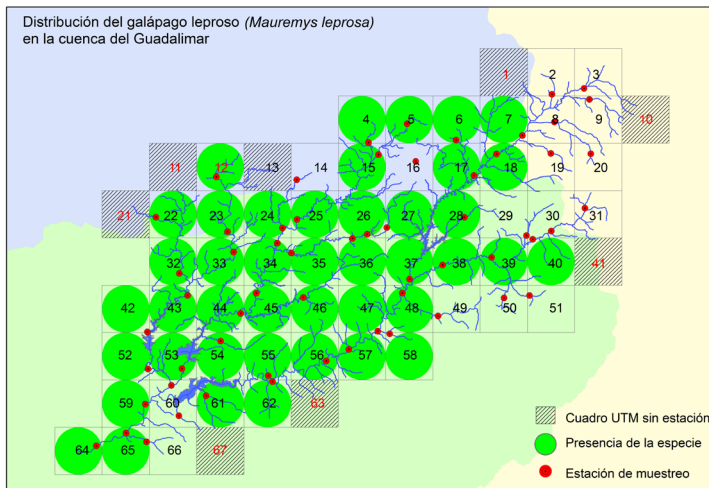 Distribución del galápago leproso (Mauremys leprosa)
en la cuenca del Guadalimar
1 2 3
4 5 6 7 8 9 10
11 12 13 14 15 16 17 18 19 20
21 22 23 24 25 26 27 28 29 30 31
32 33 34 35 36 37 38 39 40 41
42 43 44 45 46 47 48 49 50 51
52 53 54 55 56 57 58
59 60 61 62 63
64 65 66 67
Cuadro UTM sin estación
Presencia de la especie
Estación de muestreo